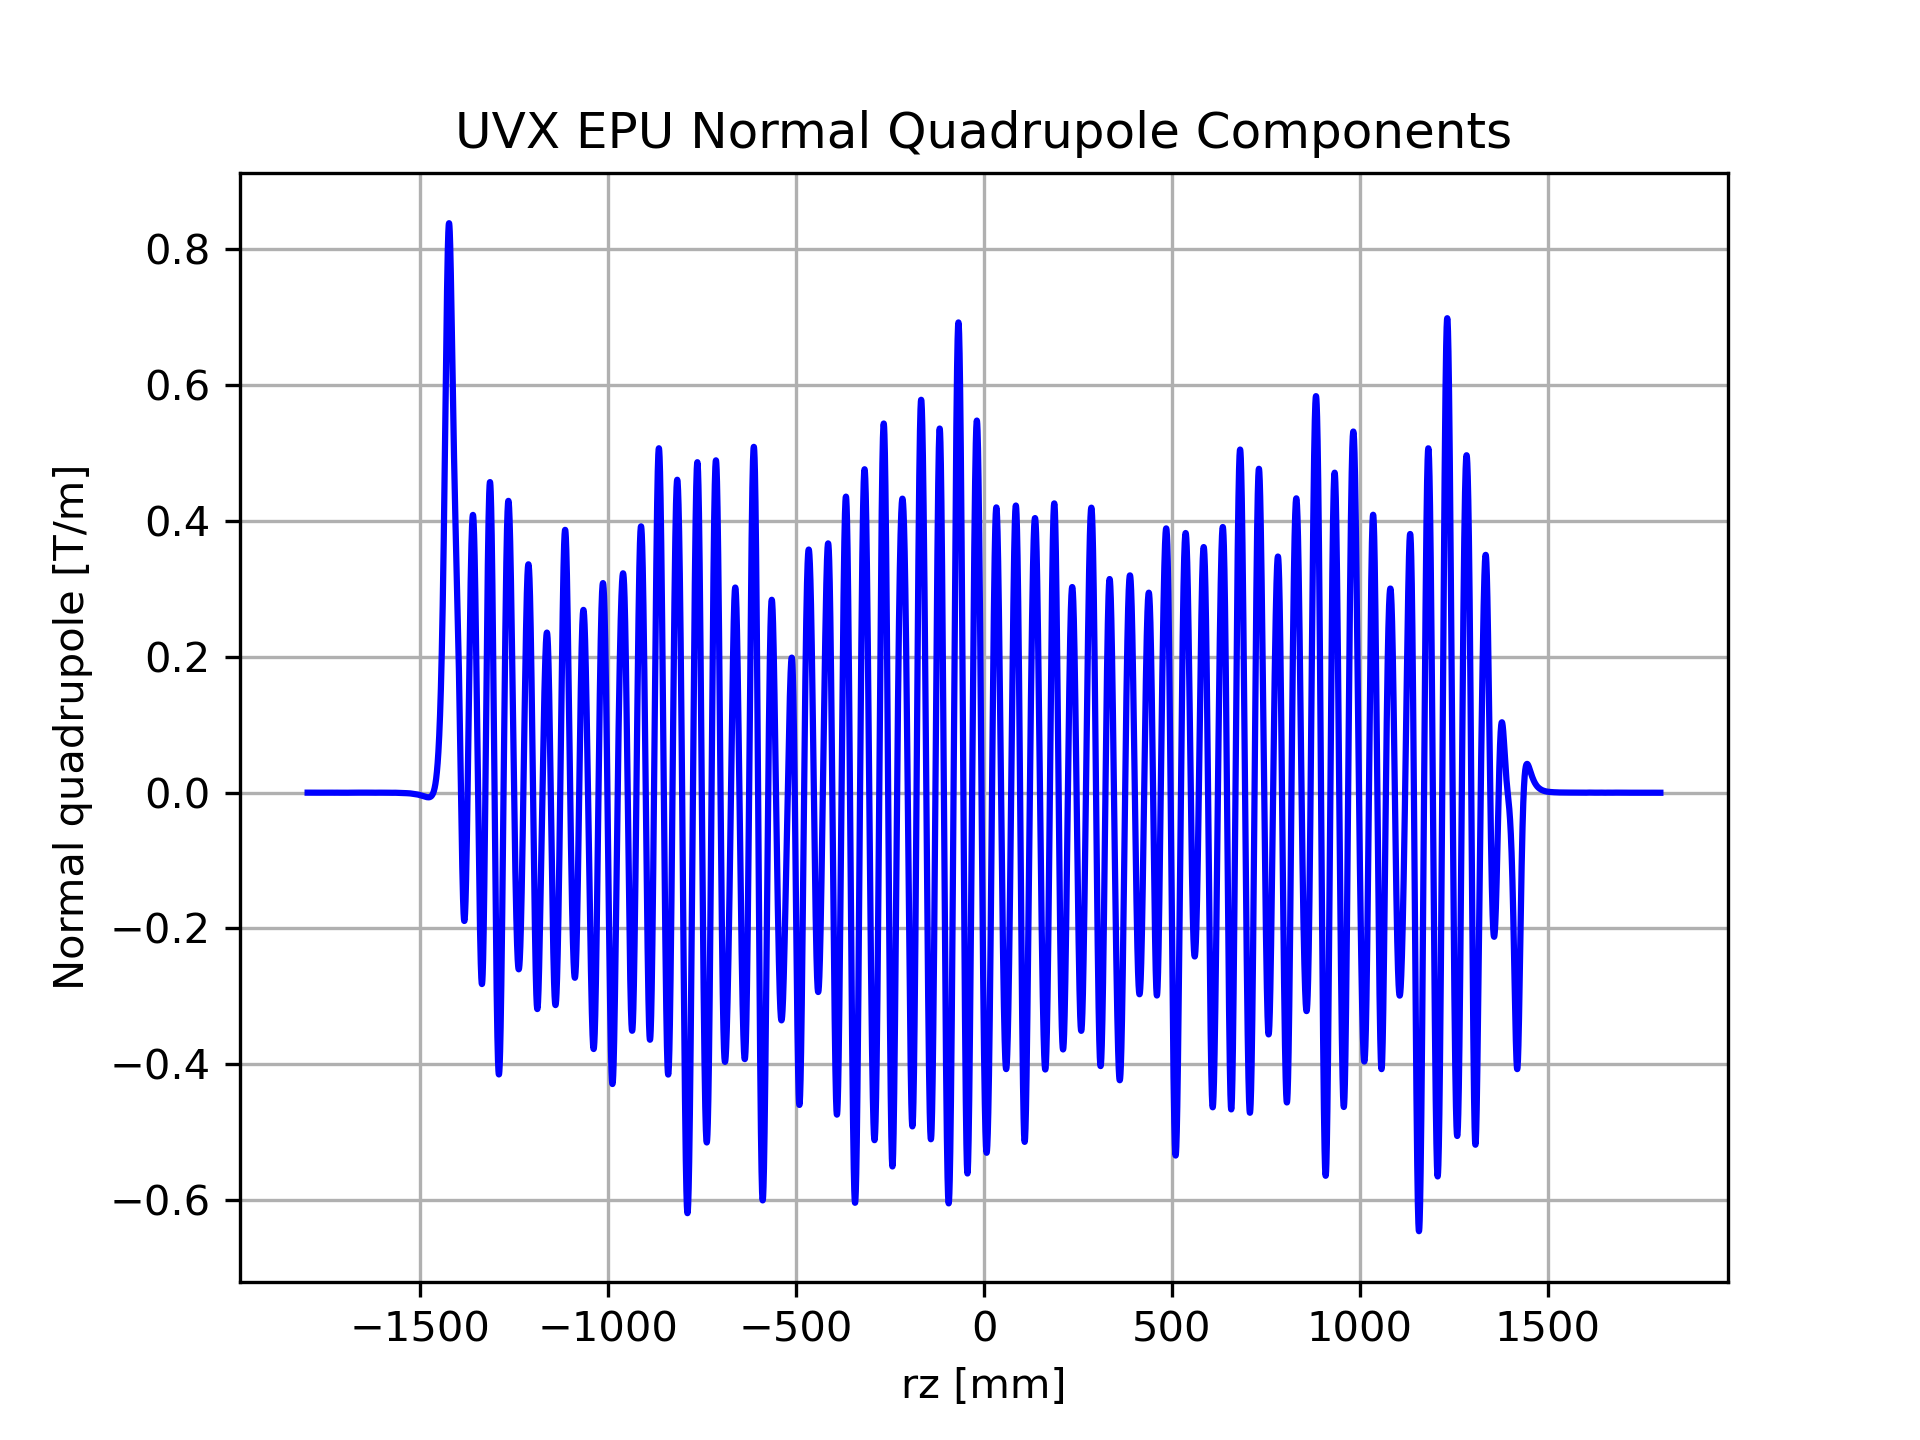 UVX EPU Normal Quadrupole Components
Normal quadrupole [T/m]
0.8
0.6
0.4
0.2
0.0
−0.2
−0.4
−0.6
−1500 −1000 −500 0 500 1000 1500
rz [mm]